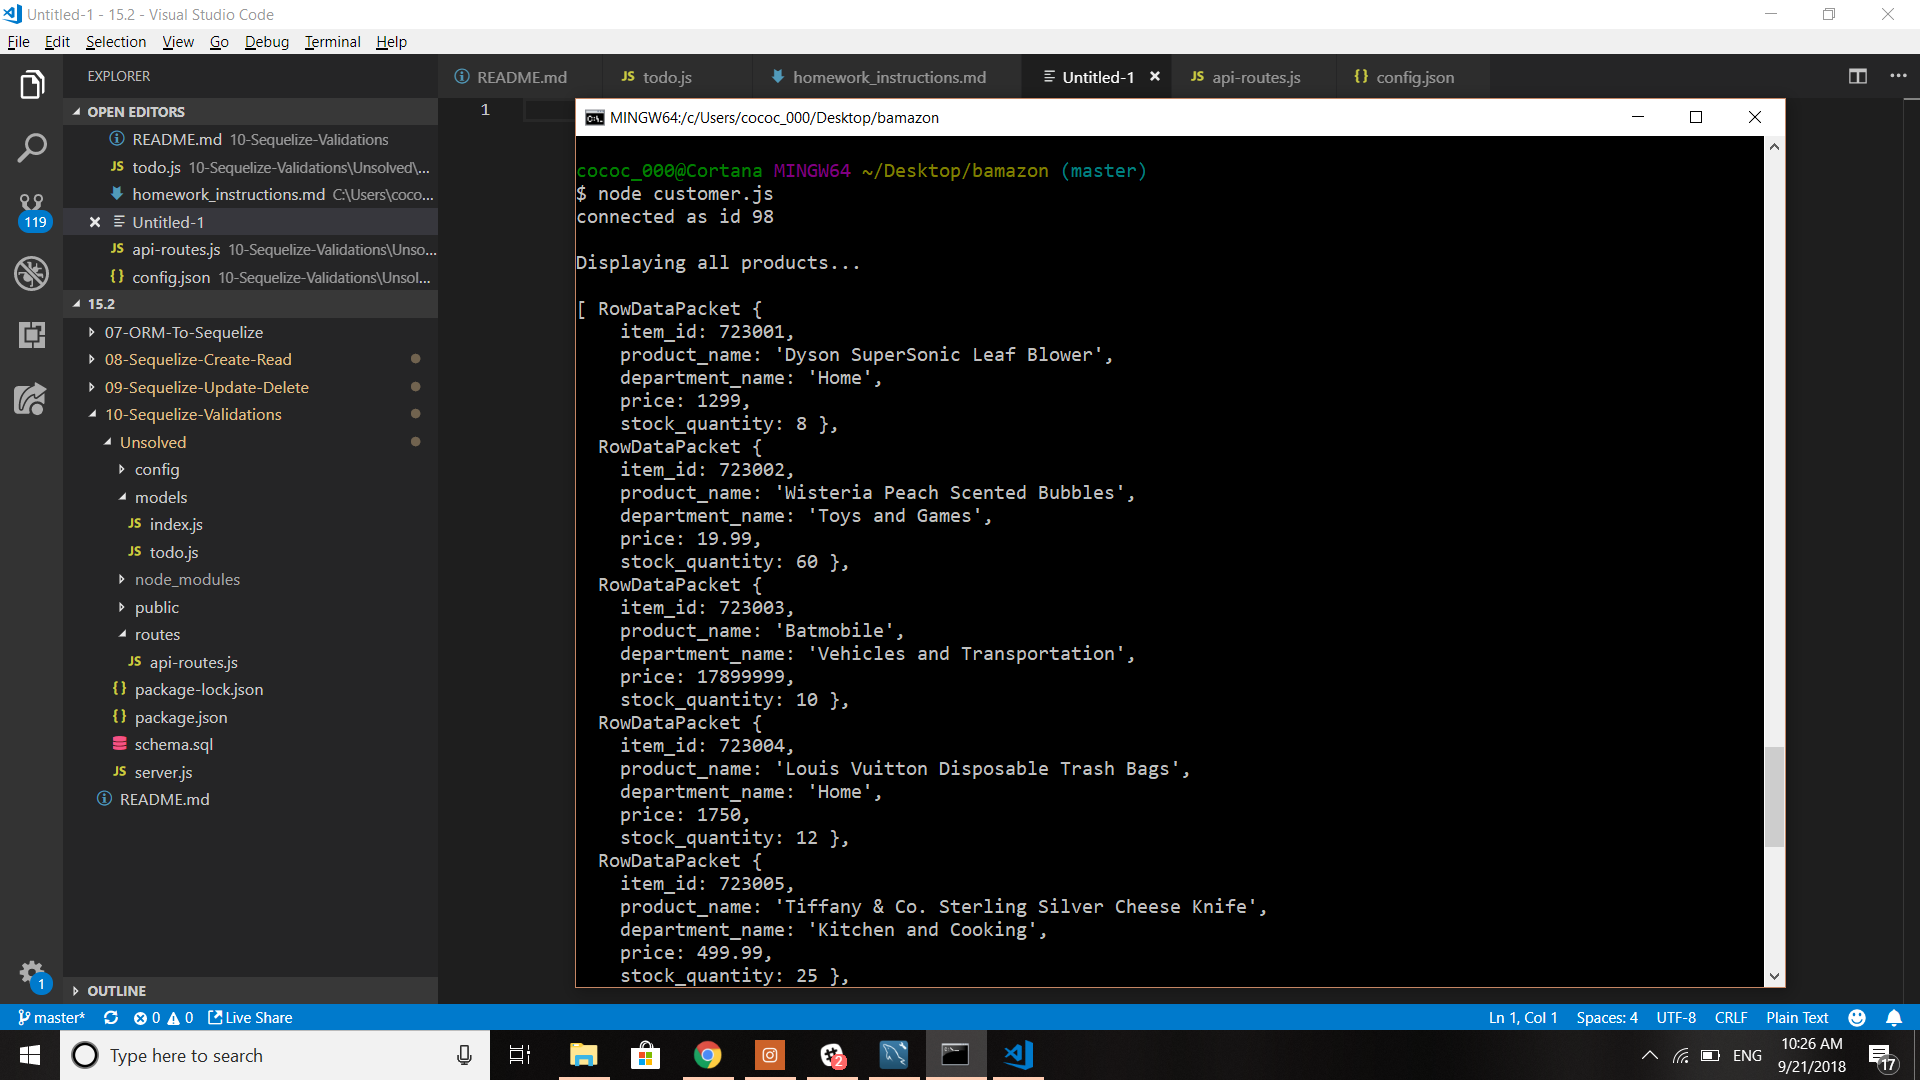 Untitled-1 - 15.2 - Visual Studio Code
File Edit Selection View Go Debug Terminal Help
EXPLORER
OPEN EDITORS
README.md 10-Sequelize-Validations
todo.js 10-Sequelize-Validations\Unsolved\...
homework_instructions.md C:\Users\coco...
Untitled-1
api-routes.js 10-Sequelize-Validations\Unso...
config.json 10-Sequelize-Validations\Unsol...
15.2
07-ORM-To-Sequelize
08-Sequelize-Create-Read
09-Sequelize-Update-Delete
10-Sequelize-Validations
Unsolved
config
models
JS index.js
JS todo.js
node_modules
public
routes
JS api-routes.js
{} package-lock.json
{} package.json
schema.sql
JS server.js
README.md
OUTLINE
119
1
README.md JS todo.js homework_instructions.md Untitled-1 JS api-routes.js {} config.json
1
MINGW64:/c/Users/cococ_000/Desktop/bamazon
cococ_000@Cortana MINGW64 ~/Desktop/bamazon (master)
$ node customer.js
connected as id 98
Displaying all products...
[ RowDataPacket {
item_id: 723001,
product_name: 'Dyson SuperSonic Leaf Blower',
department_name: 'Home',
price: 1299,
stock_quantity: 8 },
RowDataPacket {
item_id: 723002,
product_name: 'Wisteria Peach Scented Bubbles',
department_name: 'Toys and Games',
price: 19.99,
stock_quantity: 60 },
RowDataPacket {
item_id: 723003,
product_name: 'Batmobile',
department_name: 'Vehicles and Transportation',
price: 17899999,
stock_quantity: 10 },
RowDataPacket {
item_id: 723004,
product_name: 'Louis Vuitton Disposable Trash Bags',
department_name: 'Home',
price: 1750,
stock_quantity: 12 },
RowDataPacket {
item_id: 723005,
product_name: 'Tiffany & Co. Sterling Silver Cheese Knife',
department_name: 'Kitchen and Cooking',
price: 499.99,
stock_quantity: 25 },
master* 0 0 Live Share Ln 1, Col 1 Spaces: 4 UTF-8 CRLF Plain Text
Type here to search
2
ENG
10:26 AM
9/21/2018
17